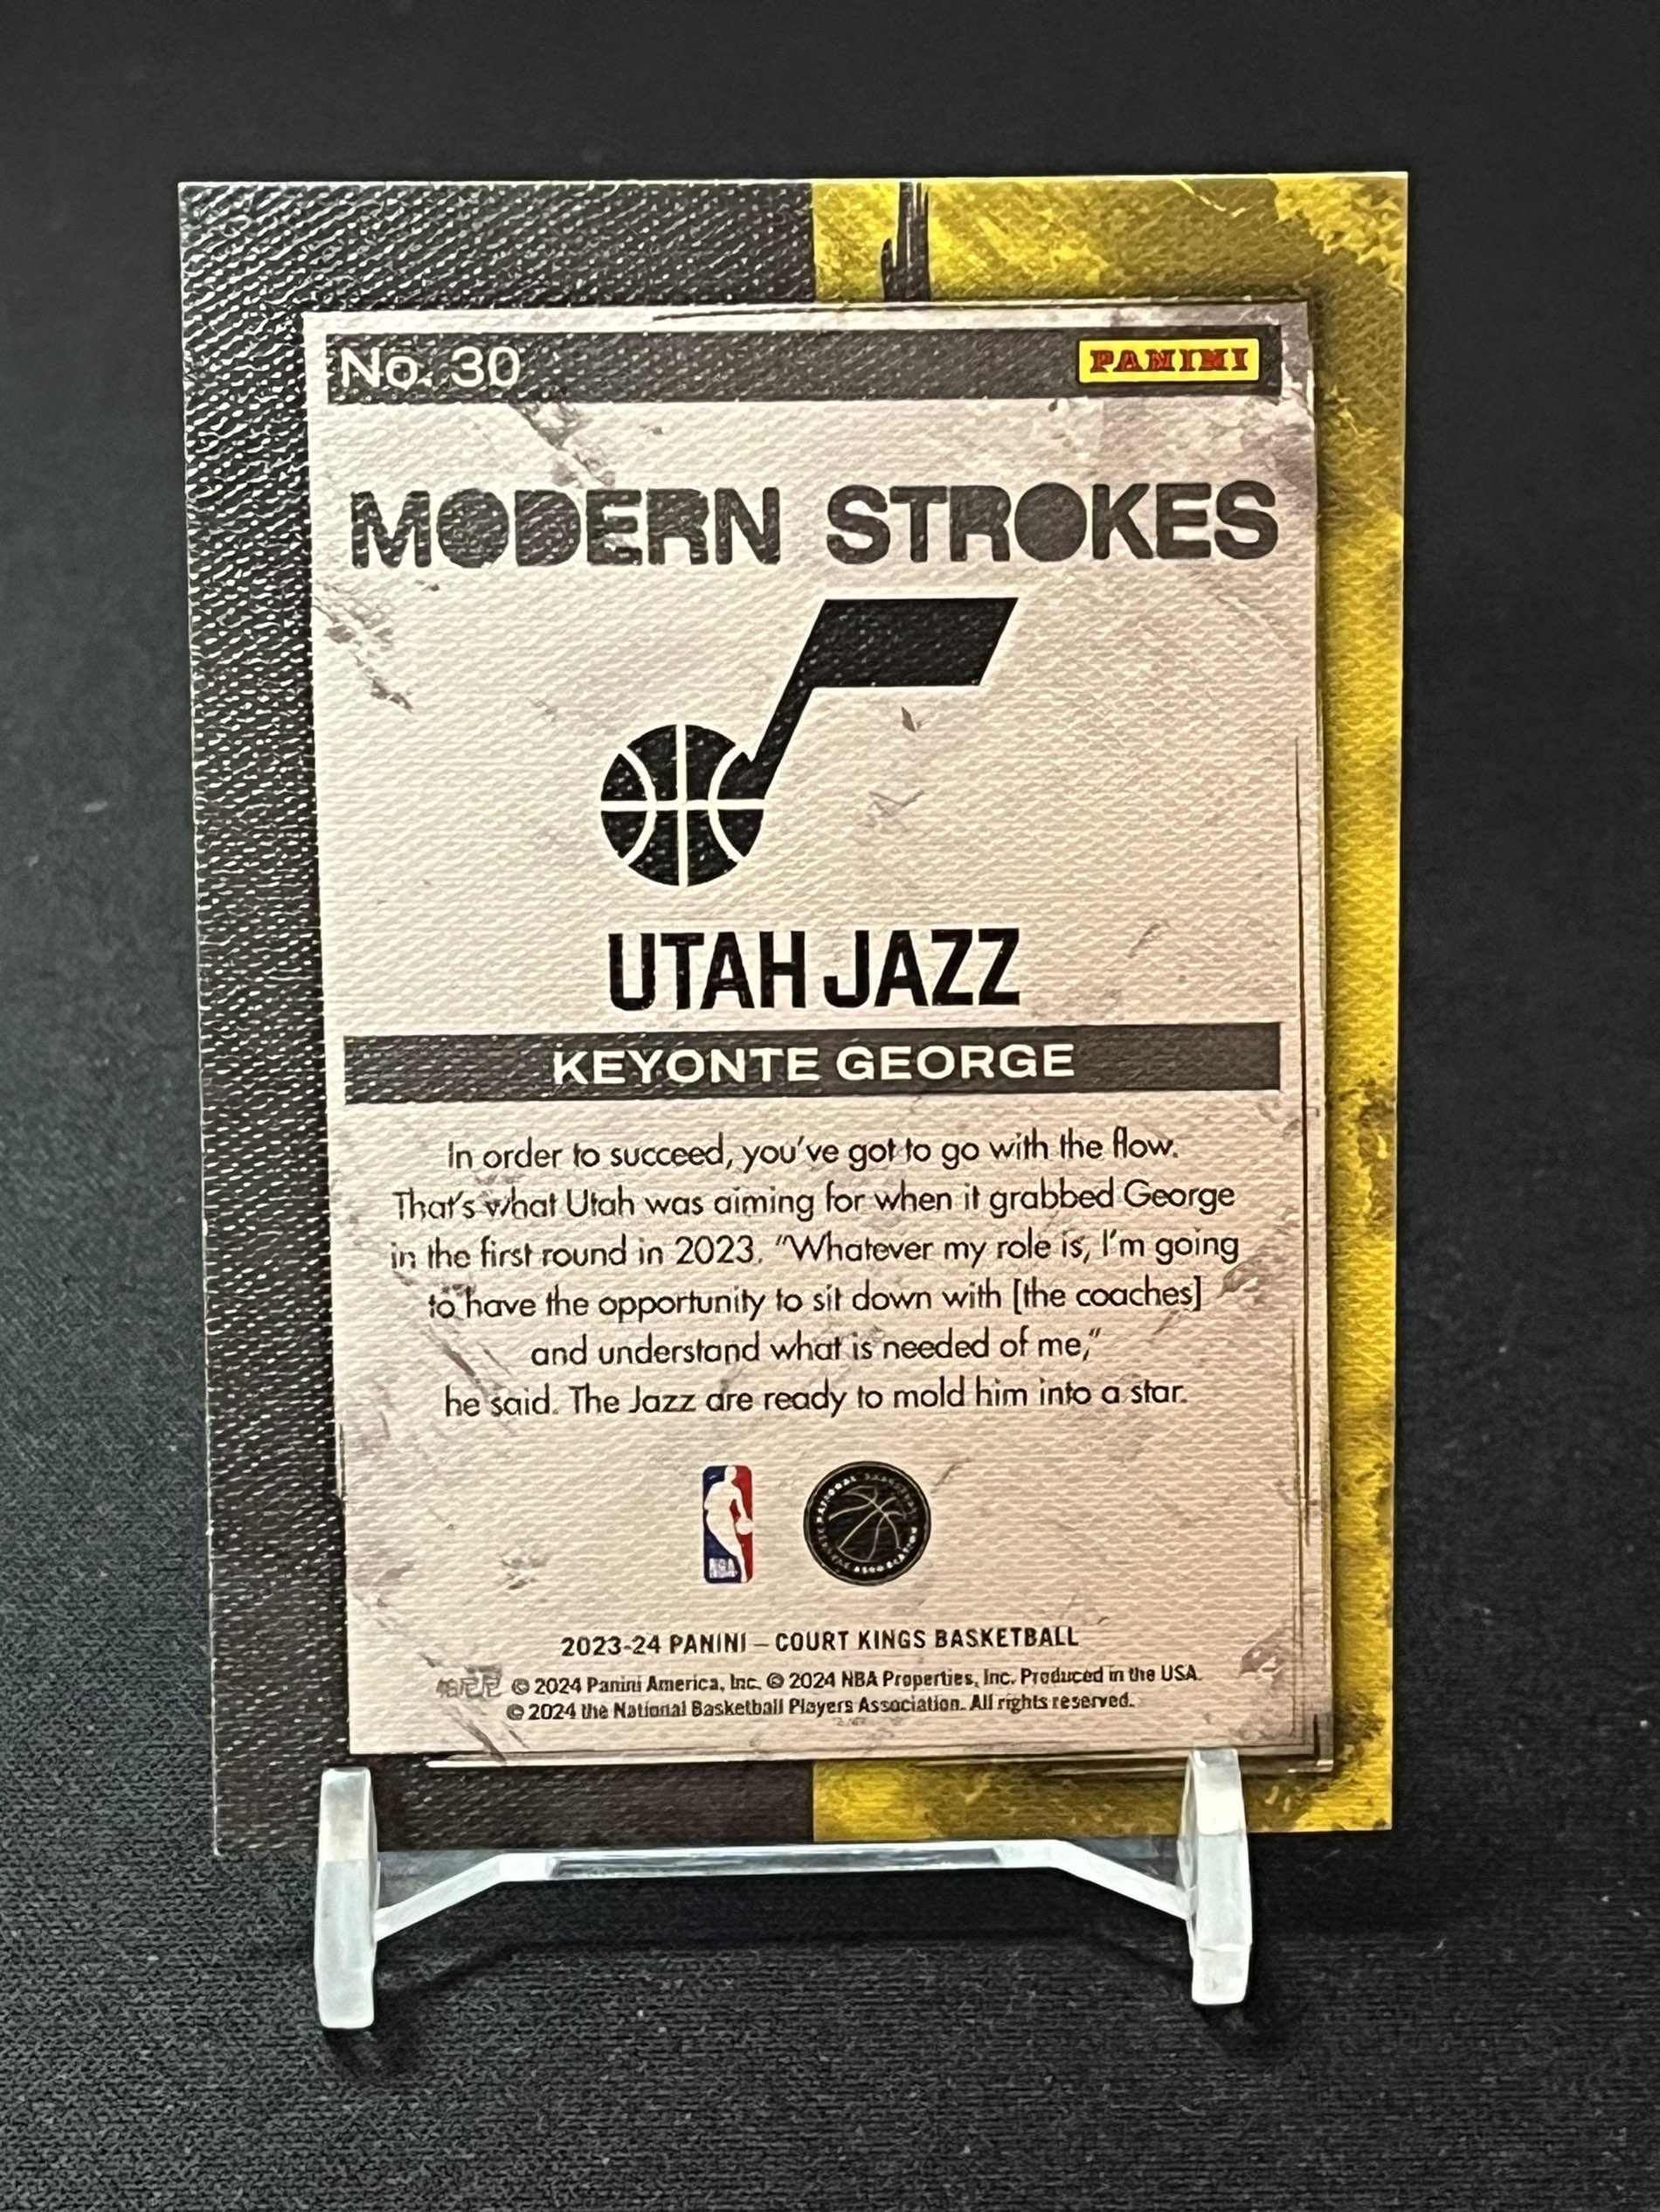 No. 30
PANINI
MODERN STROKES
UTAH JAZZ
KEYONTE GEORGE
In order to succeed, you've got to go with the flow.
That's what Utah was aiming for when it grabbed George
in the first round in 2023. "Whatever my role is, I'm going
to have the opportunity to sit down with [the coaches]
and understand what is needed of me,"
he said. The Jazz are ready to mold him into a star.
NBA
NATIONAL BASKETBALL
ASSOCIATION
2023-24 PANINI – COURT KINGS BASKETBALL
© 2024 Panini America, Inc. © 2024 NBA Properties, Inc. Produced in the USA.
© 2024 the National Basketball Players Association. All rights reserved.